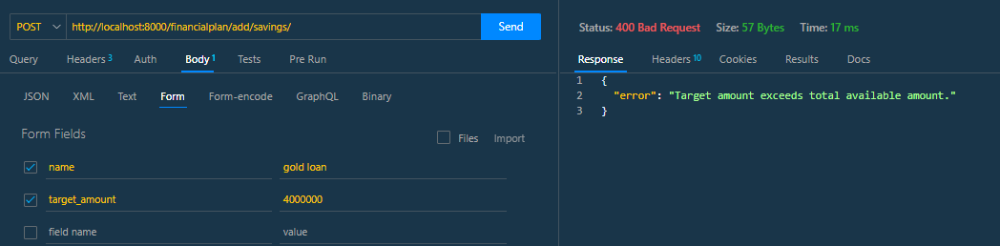 POST http://localhost:8000/financialplan/add/savings/ Send
Query Headers 3 Auth Body 1 Tests Pre Run
JSON XML Text Form Form-encode GraphQL Binary
Form Fields Files Import
name gold loan
target_amount 4000000
field name value
Status: 400 Bad Request Size: 57 Bytes Time: 17 ms
Response Headers 10 Cookies Results Docs
1 {
2 "error": "Target amount exceeds total available amount."
3 }